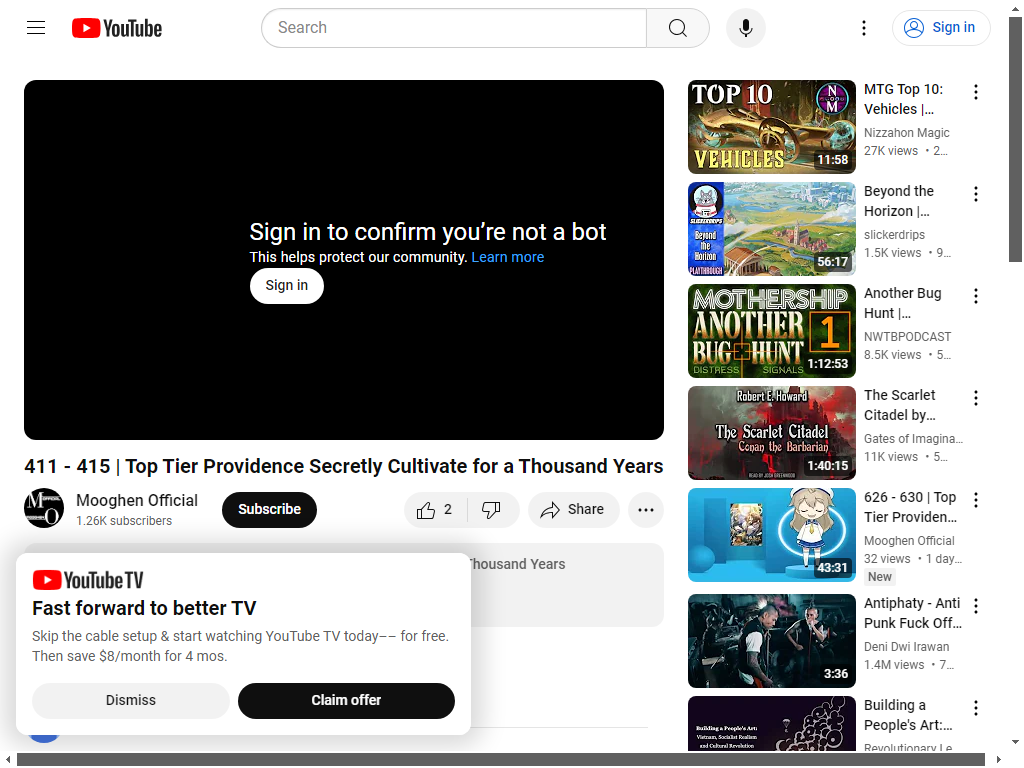 YouTube
Search
Sign in
Sign in to confirm you're not a bot
This helps protect our community. Learn more
Sign in
411 - 415 | Top Tier Providence Secretly Cultivate for a Thousand Years
Mooghen Official
1.26K subscribers
Subscribe
2
Share
Thousand Years
YouTube TV
Fast forward to better TV
Skip the cable setup & start watching YouTube TV today–– for free.
Then save $8/month for 4 mos.
Dismiss
Claim offer
TOP 10
N
M
VEHICLES
11:58
MTG Top 10:
Vehicles |…
Nizzahon Magic
27K views • 2…
SLICKERDRIPS
Beyond
the
Horizon
PLAYTHROUGH
56:17
Beyond the
Horizon |…
slickerdrips
1.5K views • 9…
MOTHERSHIP
ANOTHER
BUG HUNT
1
DISTRESS SIGNALS
1:12:53
Another Bug
Hunt |…
NWTBPODCAST
8.5K views • 5…
Robert E. Howard
The Scarlet Citadel
Conan the Barbarian
READ BY JOSH GREENWOOD
1:40:15
The Scarlet
Citadel by…
Gates of Imagina…
11K views • 5…
43:31
626 - 630 | Top
Tier Providen…
Mooghen Official
32 views • 1 day…
New
3:36
Antiphaty - Anti
Punk Fuck Off…
Deni Dwi Irawan
1.4M views • 7…
Building a People's Art:
Vietnam, Socialist Realism
and Cultural Revolution
Building a
People's Art:…
Revolutionary Le